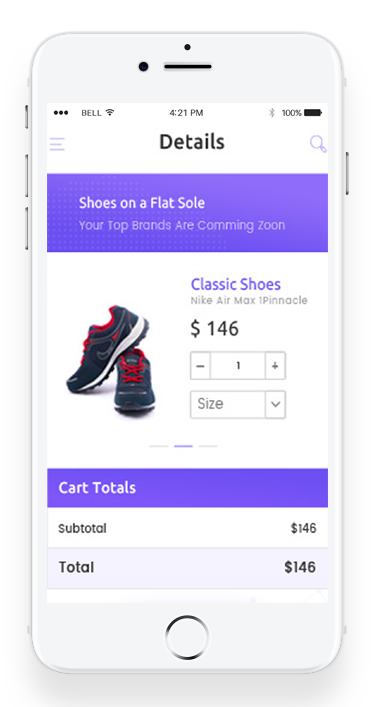 BELL 4:21 PM 100%
Details
Shoes on a Flat Sole
Your Top Brands Are Comming Zoon
Classic Shoes
Nike Air Max 1Pinnacle
$ 146
− 1 +
Size
Cart Totals
Subtotal $146
Total $146